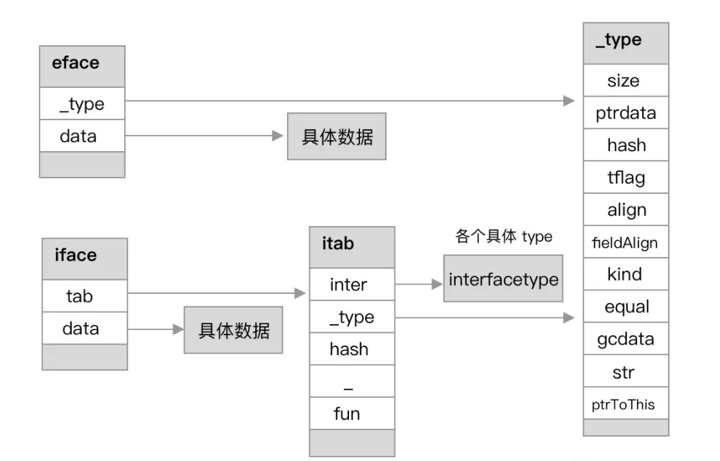 eface
_type
data
具体数据
iface
tab
data
具体数据
itab
inter
_type
hash
_
fun
各个具体 type
interfacetype
_type
size
ptrdata
hash
tflag
align
fieldAlign
kind
equal
gcdata
str
ptrToThis